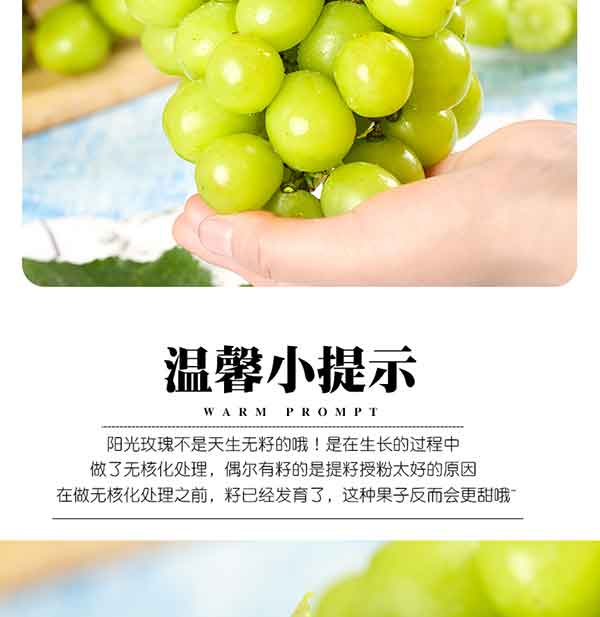 温馨小提示
WARM PROMPT
阳光玫瑰不是天生无籽的哦！是在生长的过程中
做了无核化处理，偶尔有籽的是提籽授粉太好的原因
在做无核化处理之前，籽已经发育了，这种果子反而会更甜哦~